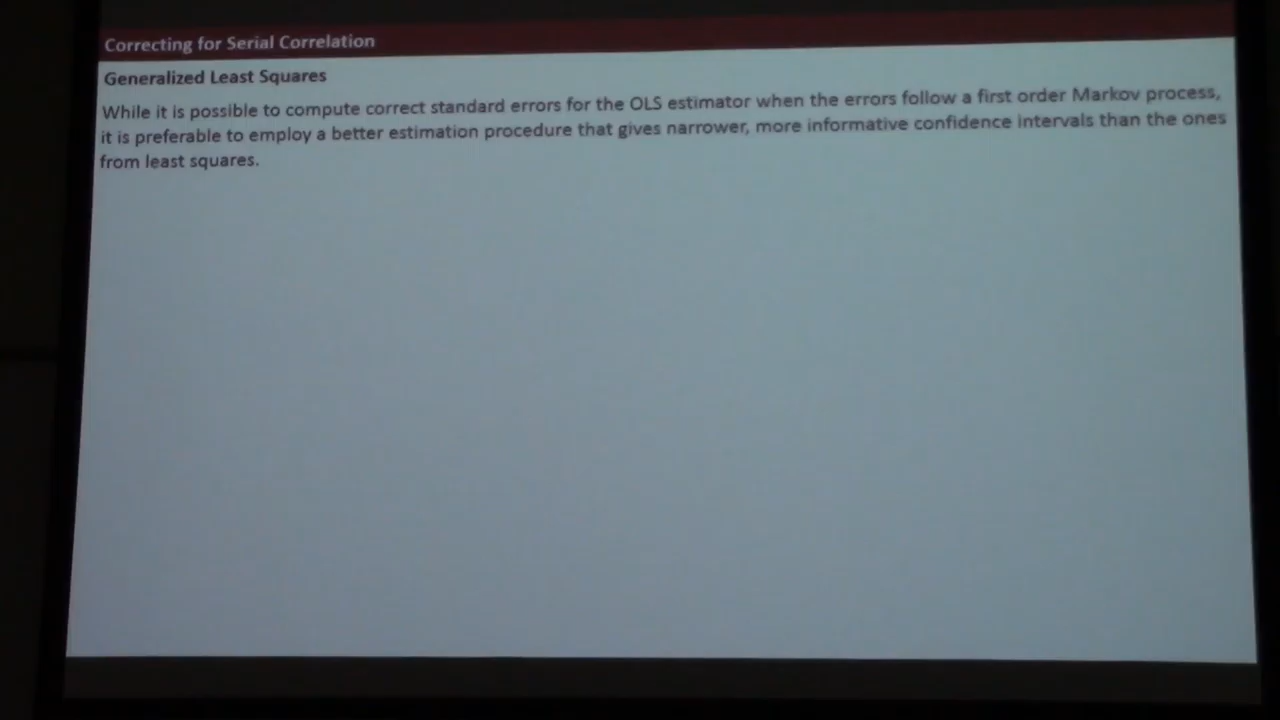 Correcting for Serial Correlation
Generalized Least Squares
While it is possible to compute correct standard errors for the OLS estimator when the errors follow a first order Markov process,
it is preferable to employ a better estimation procedure that gives narrower, more informative confidence intervals than the ones
from least squares.